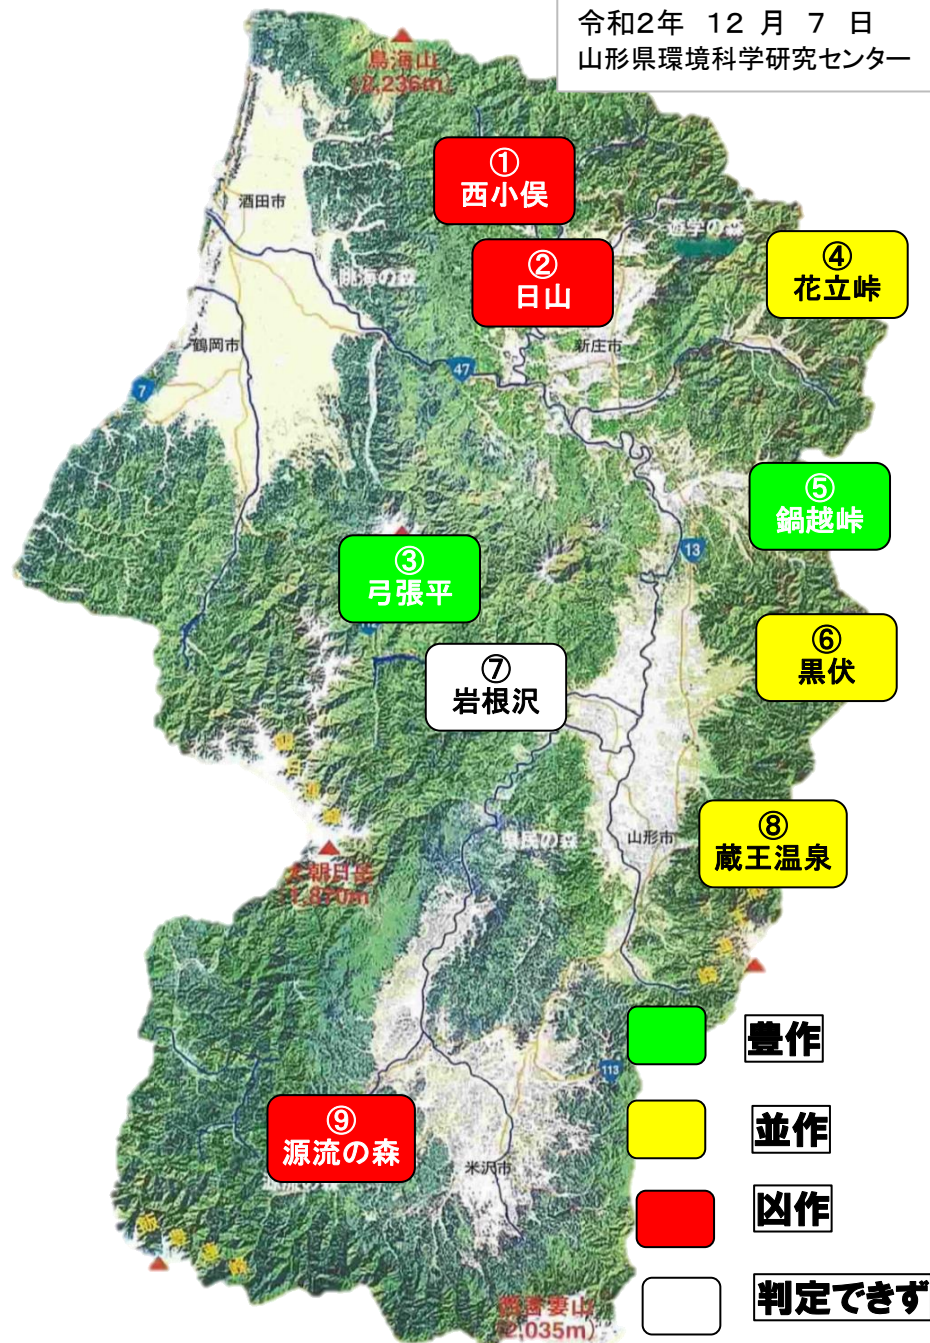 令和2年 12 月 7 日
山形県環境科学研究センター
鳥海山
(2,236m)
①
西小俣
酒田市
遊学の森
②
日山
④
花立峠
眺海の森
鶴岡市
新庄市
47
7
⑤
鍋越峠
13
③
弓張平
⑥
黒伏
⑦
岩根沢
⑧
蔵王温泉
山形市
県民の森
大朝日岳
1,870m
豊作
113
並作
⑨
源流の森
米沢市
凶作
判定できず
西吾妻山
(2,035m)